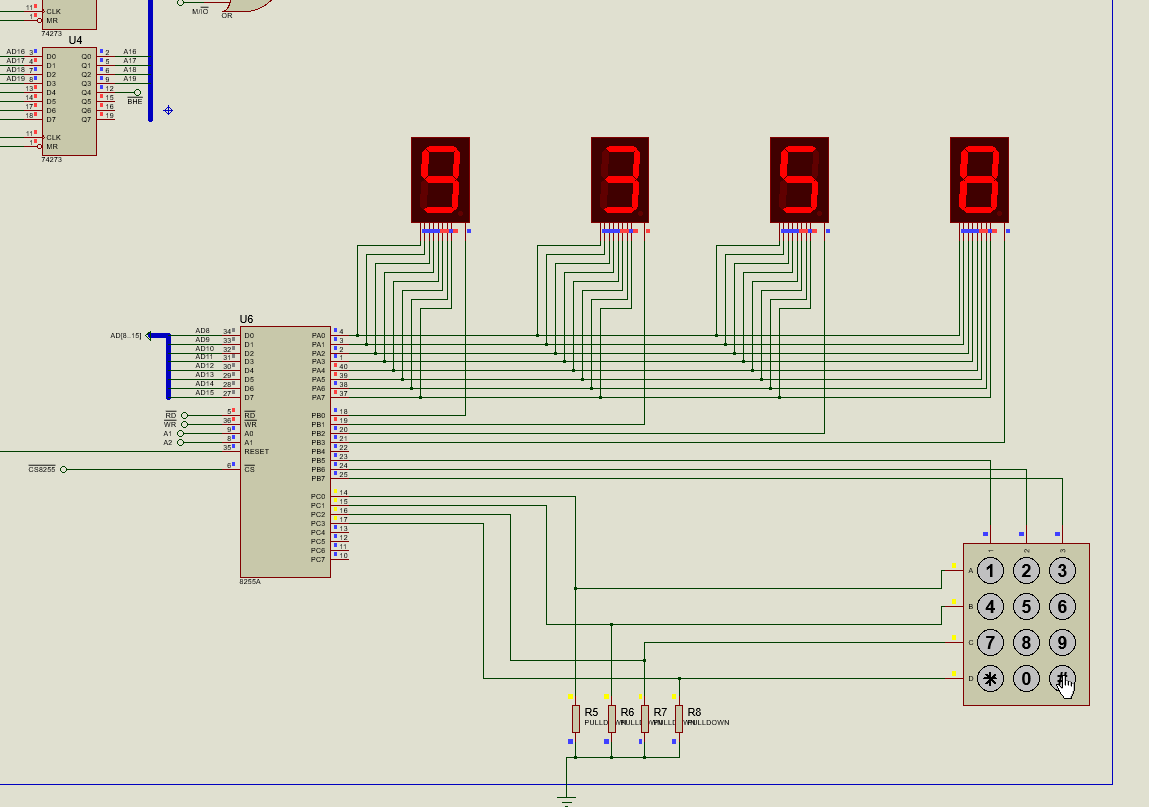 11 CLK
1 MR
74273
M/IO
OR
U4
AD16 3 D0 Q0 2 A16
AD17 4 D1 Q1 5 A17
AD18 7 D2 Q2 6 A18
AD19 8 D3 Q3 9 A19
13 D4 Q4 12
14 D5 Q5 15 BHE
17 D6 Q6 16
18 D7 Q7 19
11 CLK
1 MR
74273
9 3 5 8
U6
AD[8..15]
AD8 34 D0 PA0 4
AD9 33 D1 PA1 3
AD10 32 D2 PA2 2
AD11 31 D3 PA3 1
AD12 30 D4 PA4 40
AD13 29 D5 PA5 39
AD14 28 D6 PA6 38
AD15 27 D7 PA7 37
RD 5 RD PB0 18
WR 36 WR PB1 19
A1 9 A0 PB2 20
A2 8 A1 PB3 21
35 RESET PB4 22
PB5 23
CS8255 6 CS PB6 24
PB7 25
PC0 14
PC1 15
PC2 16
PC3 17
PC4 13
PC5 12
PC6 11
PC7 10
8255A
1 2 3
A 1 2 3
B 4 5 6
C 7 8 9
D * 0 #
R5 R6 R7 R8
PULLDOWN